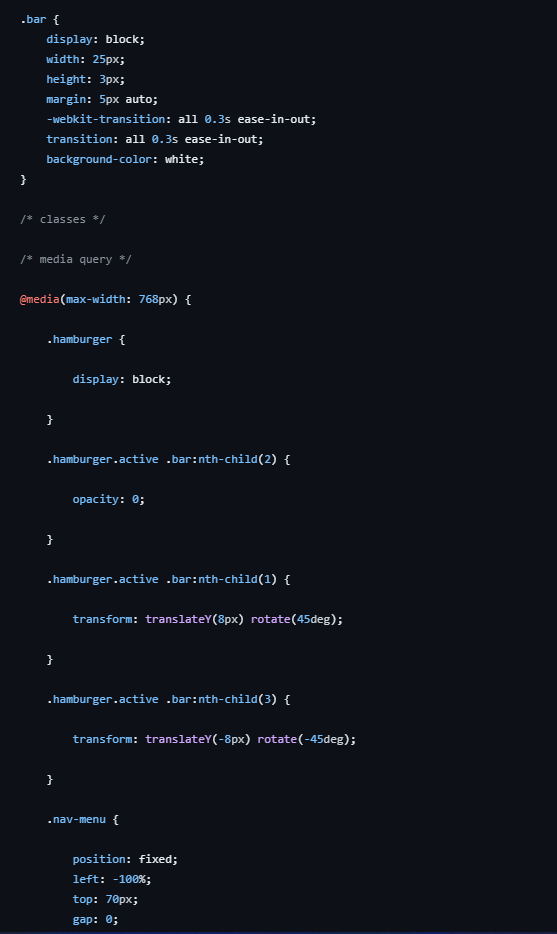 .bar {
    display: block;
    width: 25px;
    height: 3px;
    margin: 5px auto;
    -webkit-transition: all 0.3s ease-in-out;
    transition: all 0.3s ease-in-out;
    background-color: white;
}
/* classes */
/* media query */
@media(max-width: 768px) {
    .hamburger {
        display: block;
    }
    .hamburger.active .bar:nth-child(2) {
        opacity: 0;
    }
    .hamburger.active .bar:nth-child(1) {
        transform: translateY(8px) rotate(45deg);
    }
    .hamburger.active .bar:nth-child(3) {
        transform: translateY(-8px) rotate(-45deg);
    }
    .nav-menu {
        position: fixed;
        left: -100%;
        top: 70px;
        gap: 0;